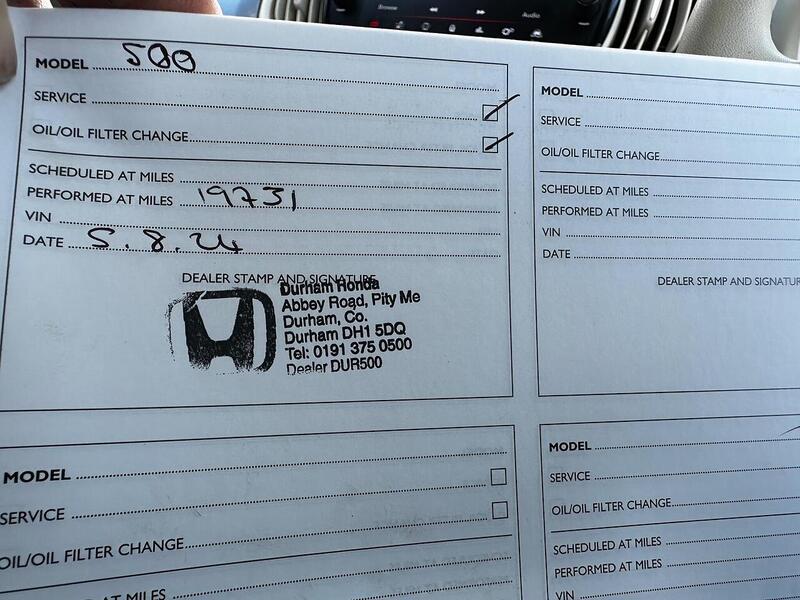 Browse
Audio
MODEL 500
SERVICE
OIL/OIL FILTER CHANGE
SCHEDULED AT MILES
PERFORMED AT MILES 19731
VIN
DATE 5.8.24
DEALER STAMP AND SIGNATURE
Durham Honda
Abbey Road, Pity Me
Durham, Co.
Durham DH1 5DQ
Tel: 0191 375 0500
Dealer DUR500
MODEL
SERVICE
OIL/OIL FILTER CHANGE
SCHEDULED AT MILES
PERFORMED AT MILES
VIN
DATE
DEALER STAMP AND SIGNATUR
MODEL
SERVICE
OIL/OIL FILTER CHANGE
AT MILES
MODEL
SERVICE
OIL/OIL FILTER CHANGE
SCHEDULED AT MILES
PERFORMED AT MILES
VIN